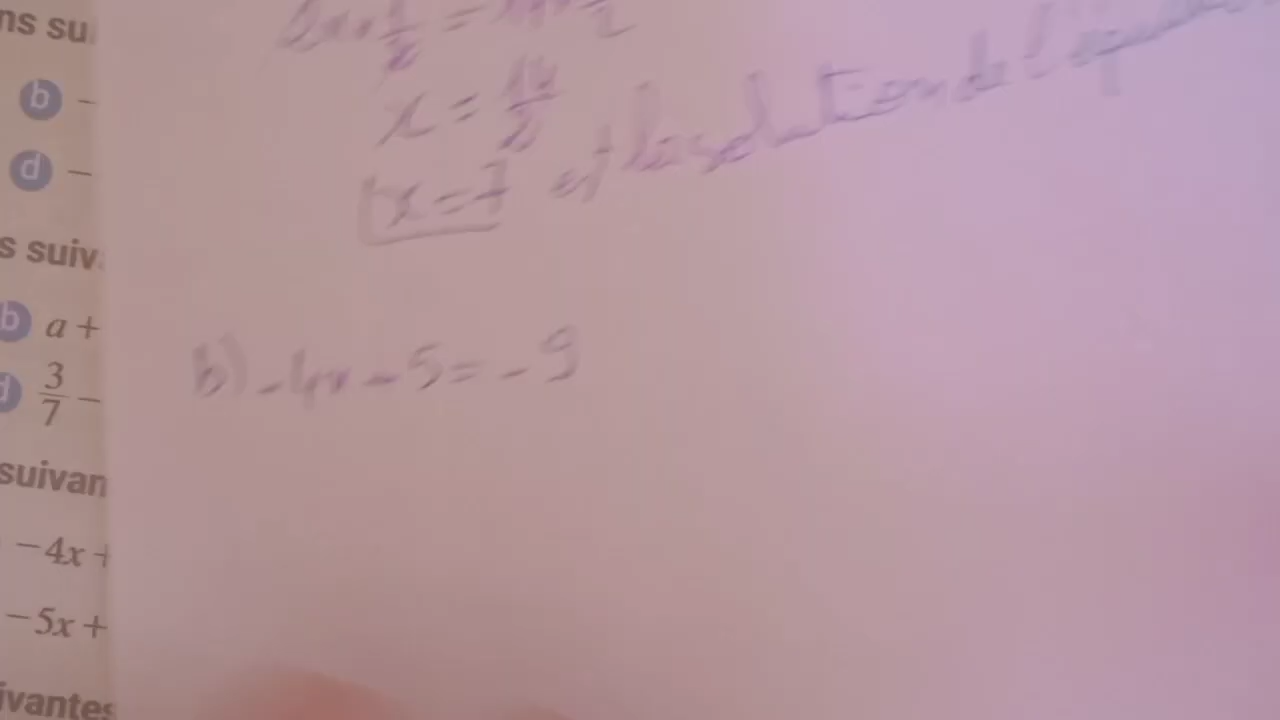 ns su
b -
d -
s suiv
b a +
d 3/7 -
suivan
-4x +
-5x +
ivantes
x = 14/2
x = 7 est la solution de l'équation
b) -4x - 5 = -9